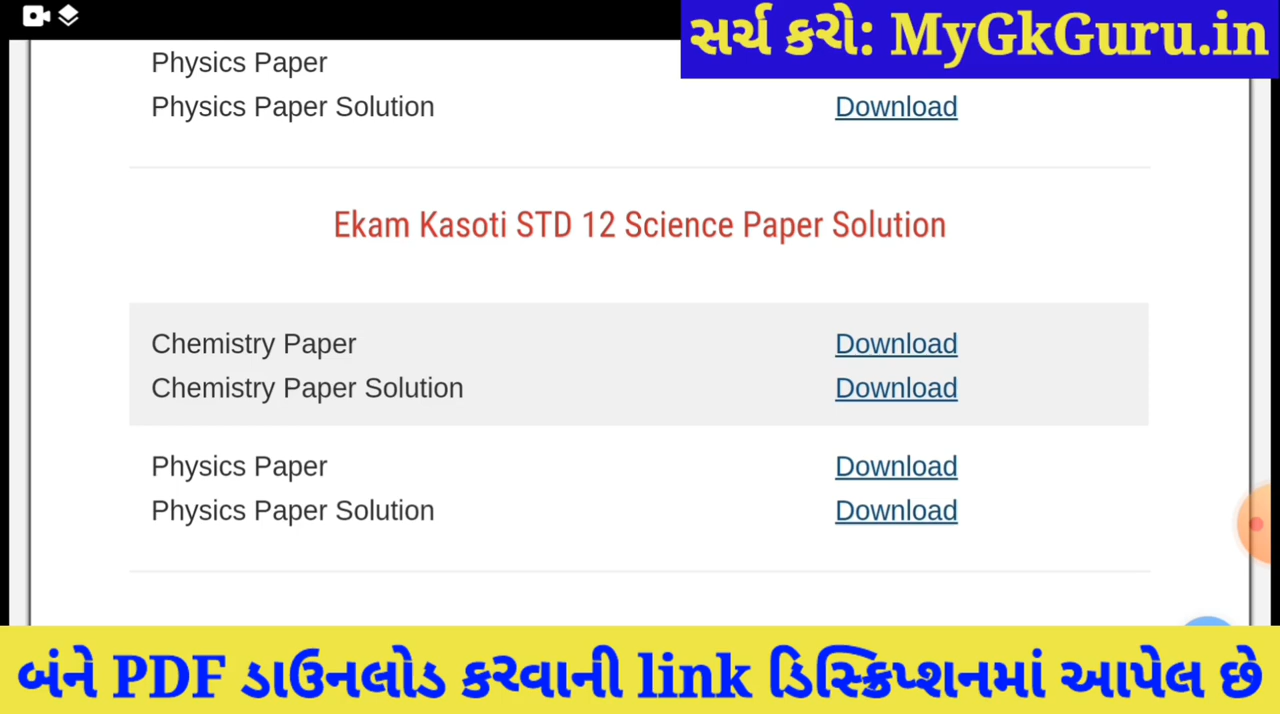 સર્ચ કરો: MyGkGuru.in
Physics Paper
Physics Paper Solution Download
Ekam Kasoti STD 12 Science Paper Solution
Chemistry Paper Download
Chemistry Paper Solution Download
Physics Paper Download
Physics Paper Solution Download
બંને PDF ડાઉનલોડ કરવાની link ડિસ્ક્રિપ્શનમાં આપેલ છે